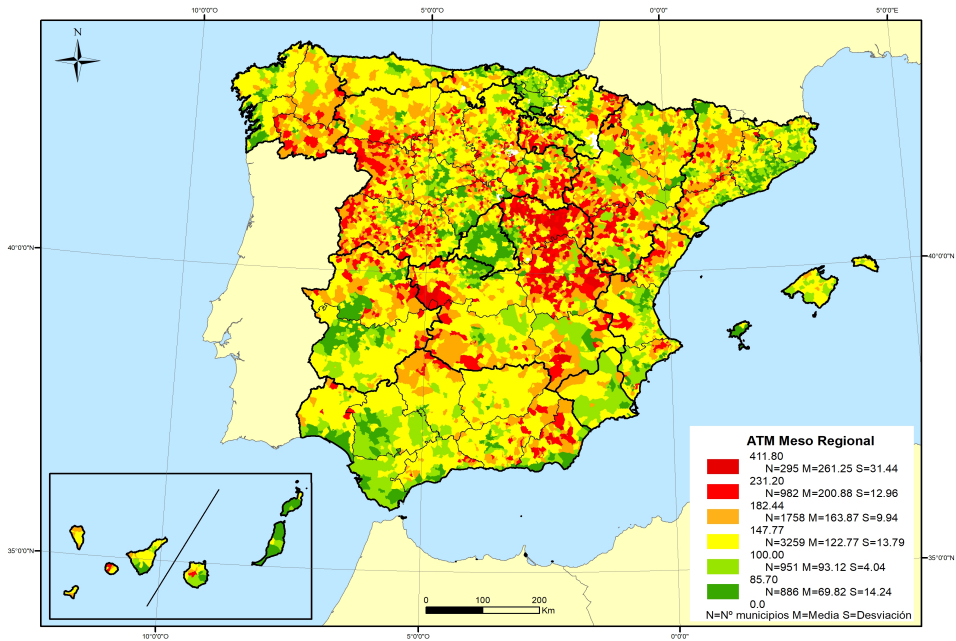 10°0'0"O
5°0'0"O
0°0'0"
5°0'0"E
N
40°0'0"N
40°0'0"N
ATM Meso Regional
411.80
N=295 M=261.25 S=31.44
231.20
N=982 M=200.88 S=12.96
182.44
N=1758 M=163.87 S=9.94
147.77
N=3259 M=122.77 S=13.79
100.00
N=951 M=93.12 S=4.04
85.70
N=886 M=69.82 S=14.24
0.0
N=Nº municipios M=Media S=Desviación
35°0'0"N
35°0'0"N
0 100 200
Km
10°0'0"O
5°0'0"O
0°0'0"